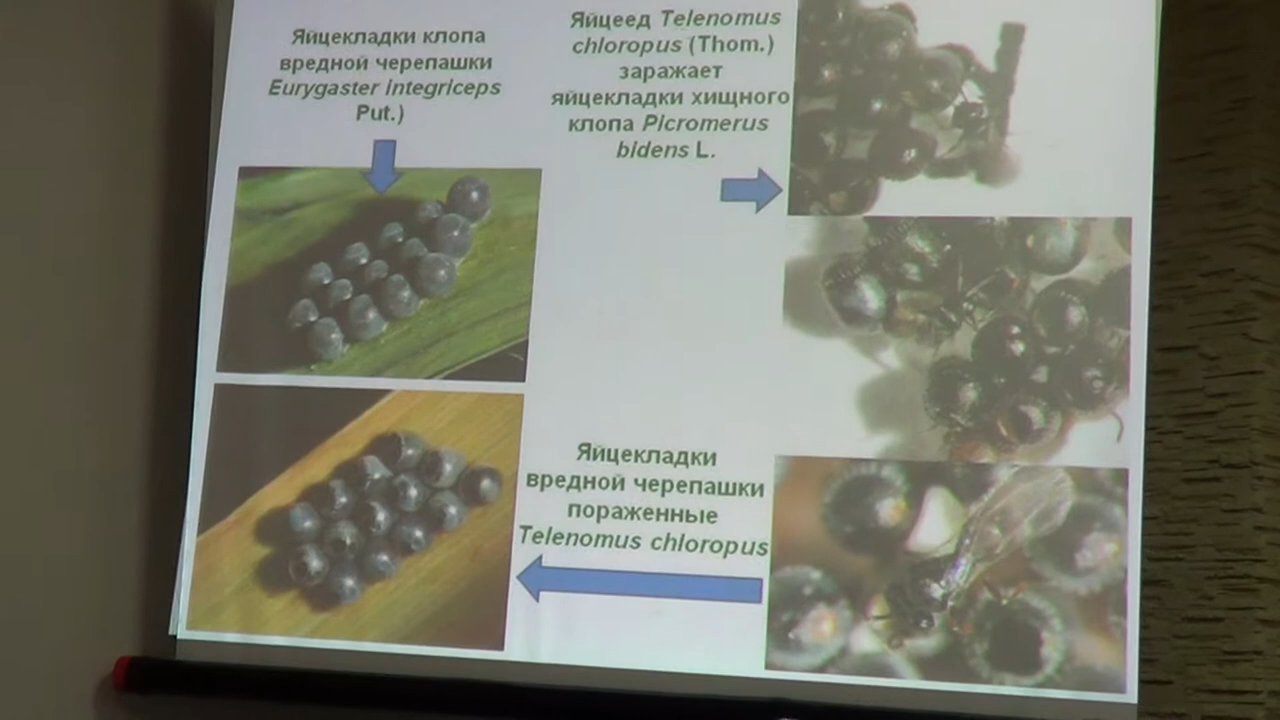 Яйцекладки клопа
вредной черепашки
Eurygaster integriceps
Put.)
Яйцеед Telenomus
chloropus (Thom.)
заражает
яйцекладки хищного
клопа Picromerus
bidens L.
Яйцекладки
вредной черепашки
пораженные
Telenomus chloropus